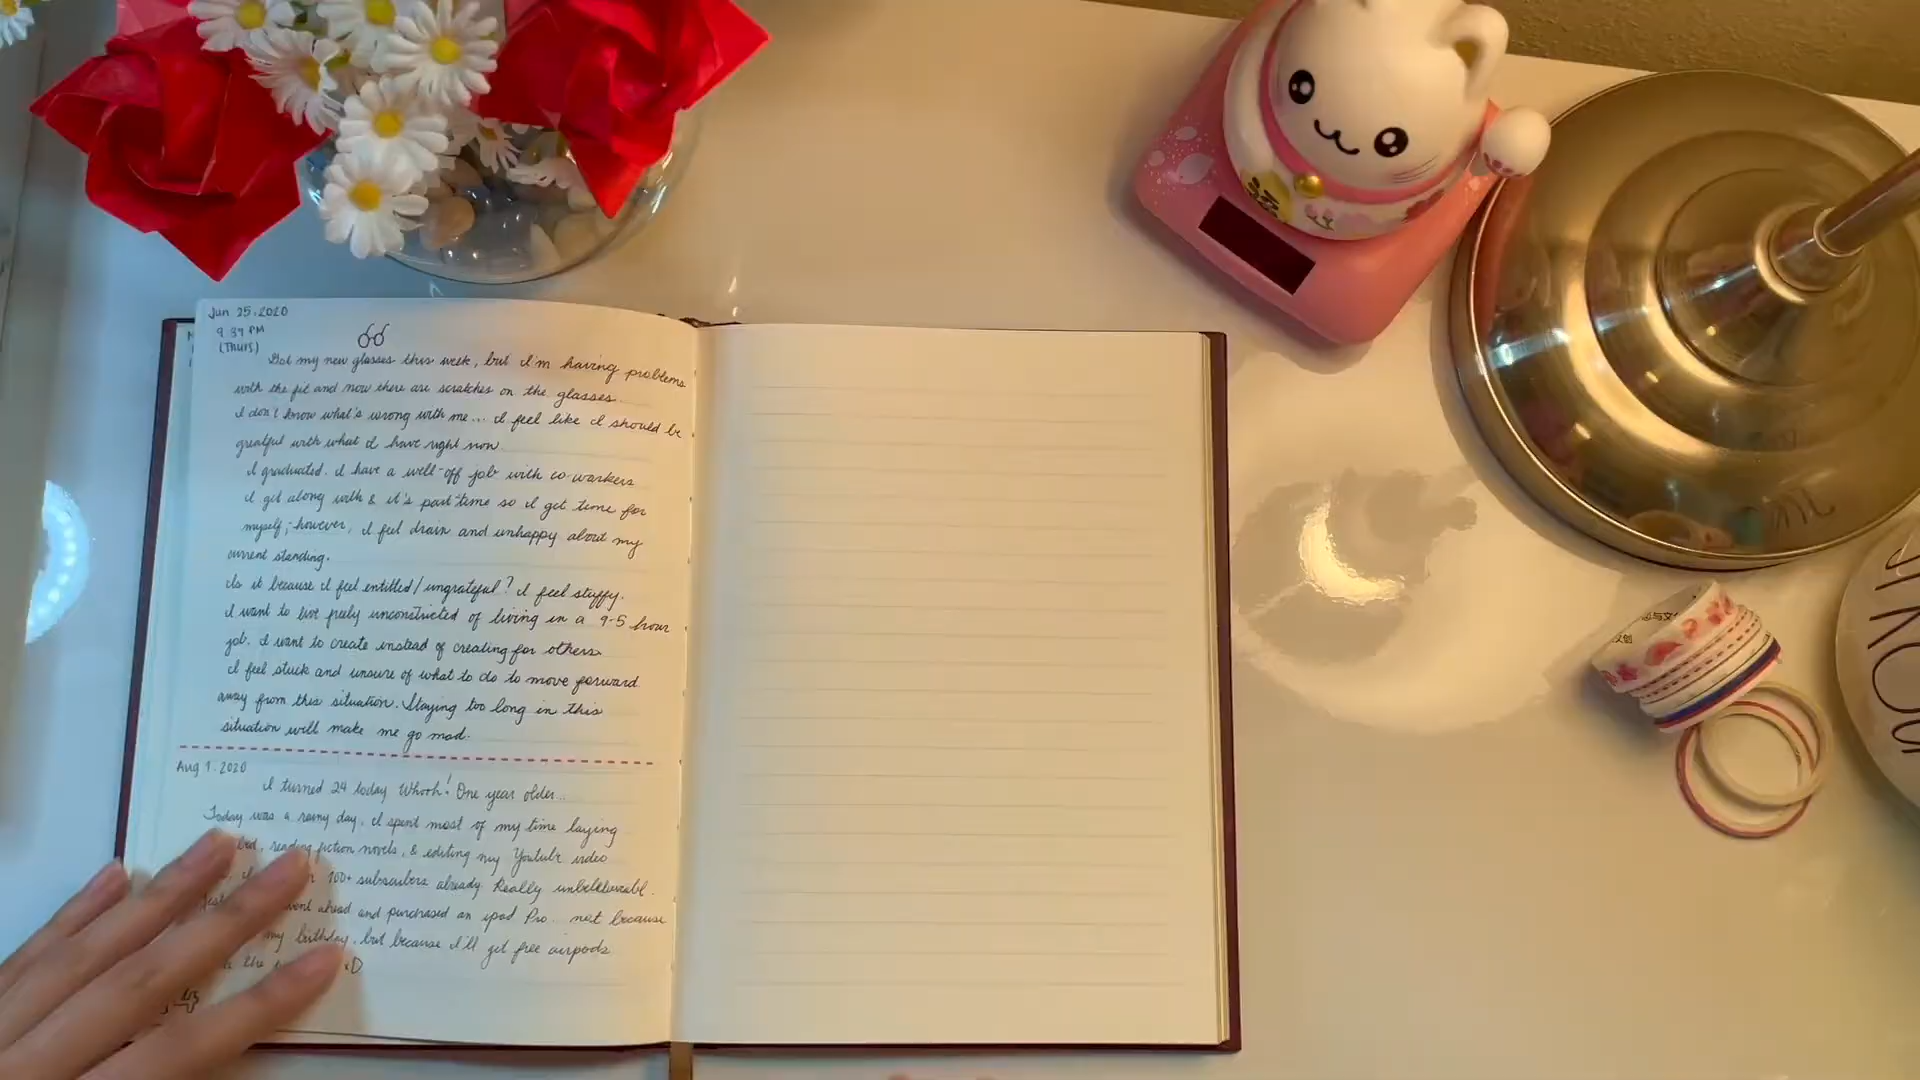 Jun 25, 2020
9:39 PM
(Thurs)
Got my new glasses this week, but I'm having problems
with the fit and now there are scratches on the glasses.
I don't know what's wrong with me... I feel like I should be
grateful with what I have right now.
I graduated. I have a well-off job with co-workers
I get along with & it's part-time so I get time for
myself; however, I feel drain and unhappy about my
current standing.
Is it because I feel entitled/ungrateful? I feel stuffy.
I want to live freely unconstricted of living in a 9-5 hour
job. I want to create instead of creating for others.
I feel stuck and unsure of what to do to move forward
away from this situation. Staying too long in this
situation will make me go mad.
Aug 1, 2020
I turned 24 today. Whooh! One year older...
Today was a rainy day. I spent most of my time laying
bed, reading fiction novels, & editing my Youtube video
100+ subscribers already. Really unbelievable.
went ahead and purchased an ipad Pro... not because
my birthday, but because I'll get free airpods
the